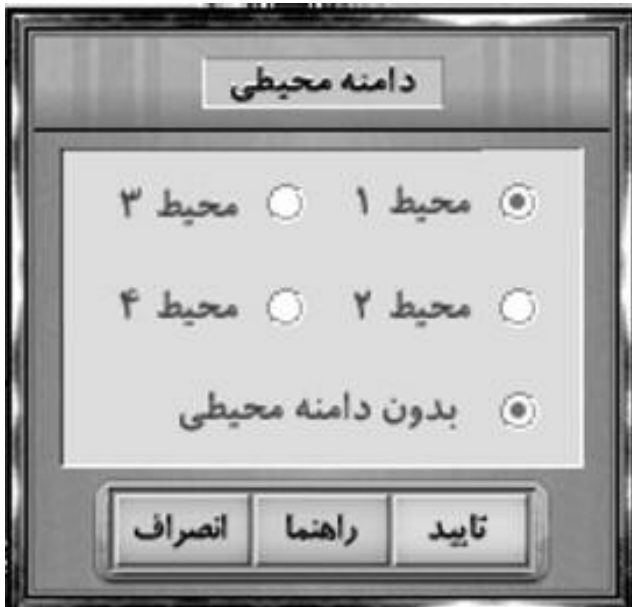 دامنه محیطی
محیط ۱ محیط ۳
محیط ۲ محیط ۴
بدون دامنه محیطی
تایید راهنما انصراف